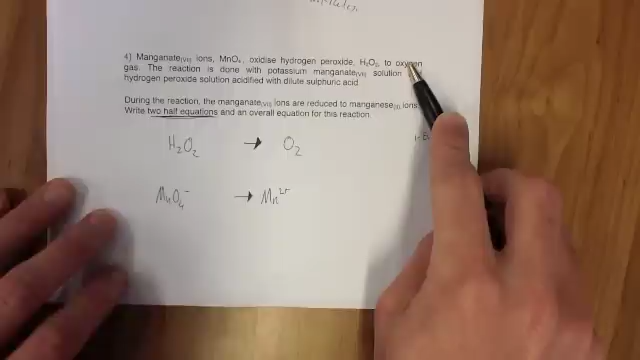 4) Manganate(VII) ions, MnO₄⁻, oxidise hydrogen peroxide, H₂O₂, to oxygen
gas. The reaction is done with potassium manganate(VII) solution
hydrogen peroxide solution acidified with dilute sulphuric acid
During the reaction, the manganate(VII) ions are reduced to manganese(II) ions.
Write two half equations and an overall equation for this reaction.
H₂O₂ → O₂
MnO₄⁻ → Mn²⁺